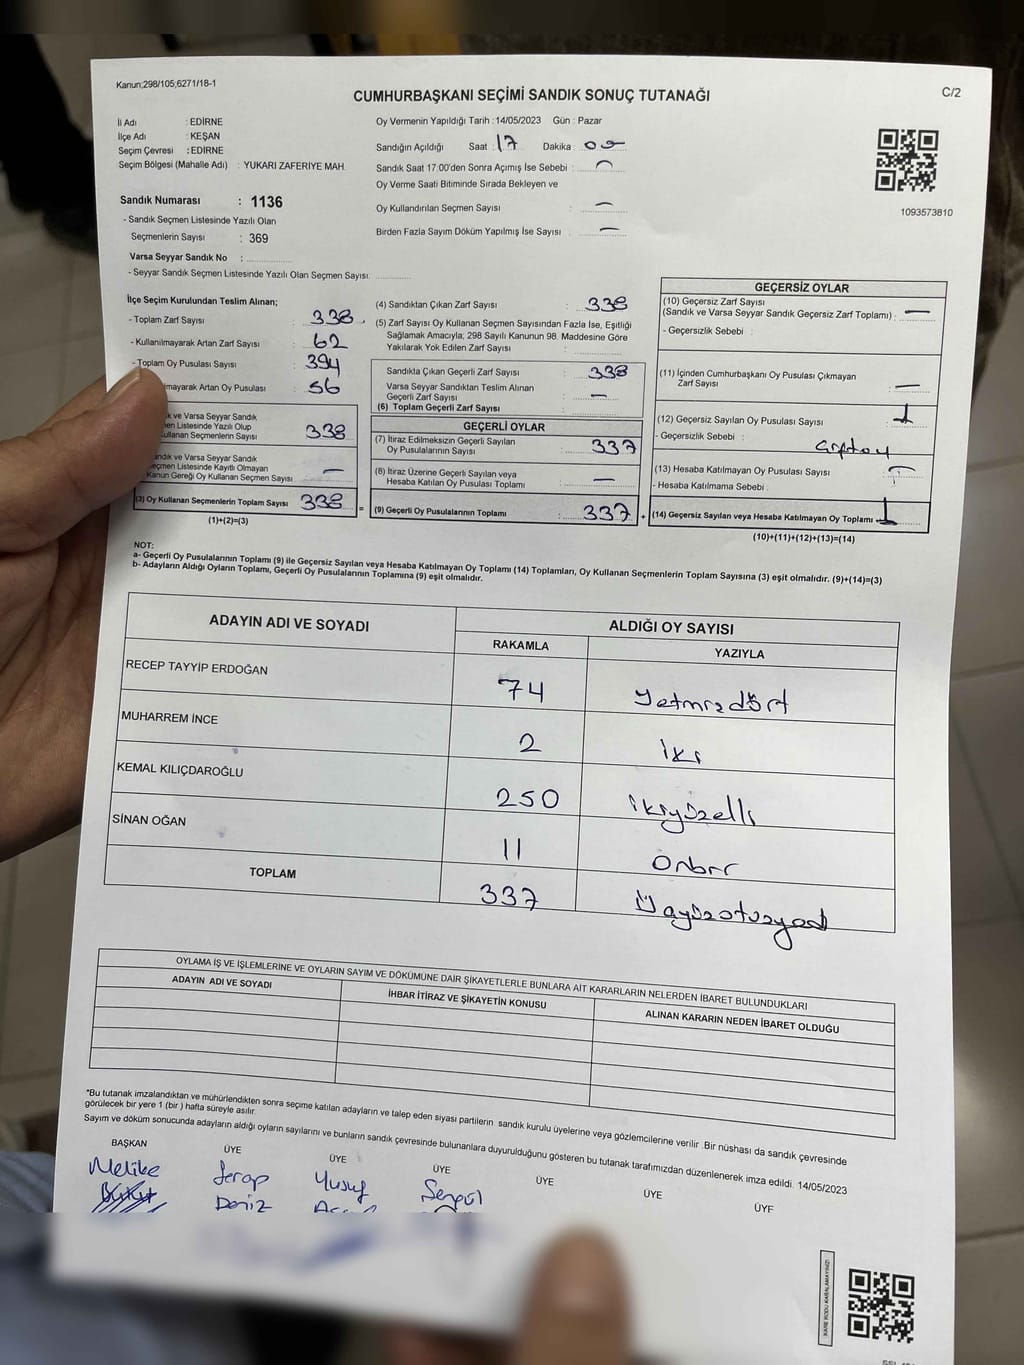 Kanun;298/105;6271/18-1
C/2
CUMHURBAŞKANI SEÇİMİ SANDIK SONUÇ TUTANAĞI
İl Adı : EDİRNE
İlçe Adı : KEŞAN
Seçim Çevresi : EDİRNE
Seçim Bölgesi (Mahalle Adı) : YUKARI ZAFERİYE MAH.
Sandık Numarası : 1136
- Sandık Seçmen Listesinde Yazılı Olan
Seçmenlerin Sayısı : 369
Varsa Seyyar Sandık No :
- Seyyar Sandık Seçmen Listesinde Yazılı Olan Seçmen Sayısı
Oy Vermenin Yapıldığı Tarih : 14/05/2023 Gün : Pazar
Sandığın Açıldığı Saat : 17 Dakika : 00
Sandık Saat 17:00'den Sonra Açımış İse Sebebi : —
Oy Verme Saati Bitiminde Sırada Bekleyen ve
Oy Kullandırılan Seçmen Sayısı : —
Birden Fazla Sayım Döküm Yapılmış İse Sayısı : —
1093573810
İlçe Seçim Kurulundan Teslim Alınan;
- Toplam Zarf Sayısı : 338
- Kullanılmayarak Artan Zarf Sayısı : 62
- Toplam Oy Pusulası Sayısı : 394
lmayarak Artan Oy Pusulası : 56
k ve Varsa Seyyar Sandık
en Listesinde Yazılı Olup
ullanan Seçmenlerin Sayısı 338
ndık ve Varsa Seyyar Sandık
eçmen Listesinde Kayıtlı Olmayan
Kanun Gereği Oy Kullanan Seçmen Sayısı —
(3) Oy Kullanan Seçmenlerin Toplam Sayısı 338 =
(1)+(2)=(3)
(4) Sandıktan Çıkan Zarf Sayısı : 338
(5) Zarf Sayısı Oy Kullanan Seçmen Sayısından Fazla İse, Eşitliği
Sağlamak Amacıyla, 298 Sayılı Kanunun 98. Maddesine Göre
Yakılarak Yok Edilen Zarf Sayısı :
Sandıkta Çıkan Geçerli Zarf Sayısı : 338
Varsa Seyyar Sandıktan Teslim Alınan
Geçerli Zarf Sayısı : —
(6) Toplam Geçerli Zarf Sayısı :
GEÇERLİ OYLAR
(7) İtiraz Edilmeksizin Geçerli Sayılan
Oy Pusulalarının Sayısı : 337
(8) İtiraz Üzerine Geçerli Sayılan veya
Hesaba Katılan Oy Pusulası Toplamı : —
(9) Geçerli Oy Pusulalarının Toplamı : 337 +
GEÇERSİZ OYLAR
(10) Geçersiz Zarf Sayısı
(Sandık ve Varsa Seyyar Sandık Geçersiz Zarf Toplamı) : —
- Geçersizlik Sebebi :
(11) İçinden Cumhurbaşkanı Oy Pusulası Çıkmayan
Zarf Sayısı : —
(12) Geçersiz Sayılan Oy Pusulası Sayısı : 1
- Geçersizlik Sebebi :
(13) Hesaba Katılmayan Oy Pusulası Sayısı : —
- Hesaba Katılmama Sebebi :
(14) Geçersiz Sayılan veya Hesaba Katılmayan Oy Toplamı : 1
(10)+(11)+(12)+(13)=(14)
NOT:
a- Geçerli Oy Pusulalarının Toplamı (9) ile Geçersiz Sayılan veya Hesaba Katılmayan Oy Toplamı (14) Toplamları, Oy Kullanan Seçmenlerin Toplam Sayısına (3) eşit olmalıdır. (9)+(14)=(3)
b- Adayların Aldığı Oyların Toplamı, Geçerli Oy Pusulalarının Toplamına (9) eşit olmalıdır.
ADAYIN ADI VE SOYADI
ALDIĞI OY SAYISI
RAKAMLA YAZIYLA
RECEP TAYYİP ERDOĞAN 74 Yetmişdört
MUHARREM İNCE 2 iki
KEMAL KILIÇDAROĞLU 250 ikiyüzelli
SİNAN OĞAN 11 Onbir
TOPLAM 337 Üçyüzotuzyedi
OYLAMA İŞ VE İŞLEMLERİNE VE OYLARIN SAYIM VE DÖKÜMÜNE DAİR ŞİKAYETLERLE BUNLARA AİT KARARLARIN NELERDEN İBARET BULUNDUKLARI
ADAYIN ADI VE SOYADI İHBAR İTİRAZ VE ŞİKAYETİN KONUSU ALINAN KARARIN NEDEN İBARET OLDUĞU
*Bu tutanak imzalandıktan ve mühürlendikten sonra seçime katılan adayların ve talep eden siyasi partilerin sandık kurulu üyelerine veya gözlemcilerine verilir .Bir nüshası da sandık çevresinde
görülecek bir yere 1 (bir ) hafta süreyle asılır.
Sayım ve döküm sonucunda adayların aldığı oyların sayılarını ve bunların sandık çevresinde bulunanlara duyurulduğunu gösteren bu tutanak tarafımızdan düzenlenerek imza edildi. 14/05/2023
BAŞKAN ÜYE ÜYE ÜYE ÜYE ÜYE ÜYE
Melike Serap Yusuf Şengül
Deniz
KARE KODU KARALAMAYINIZ!